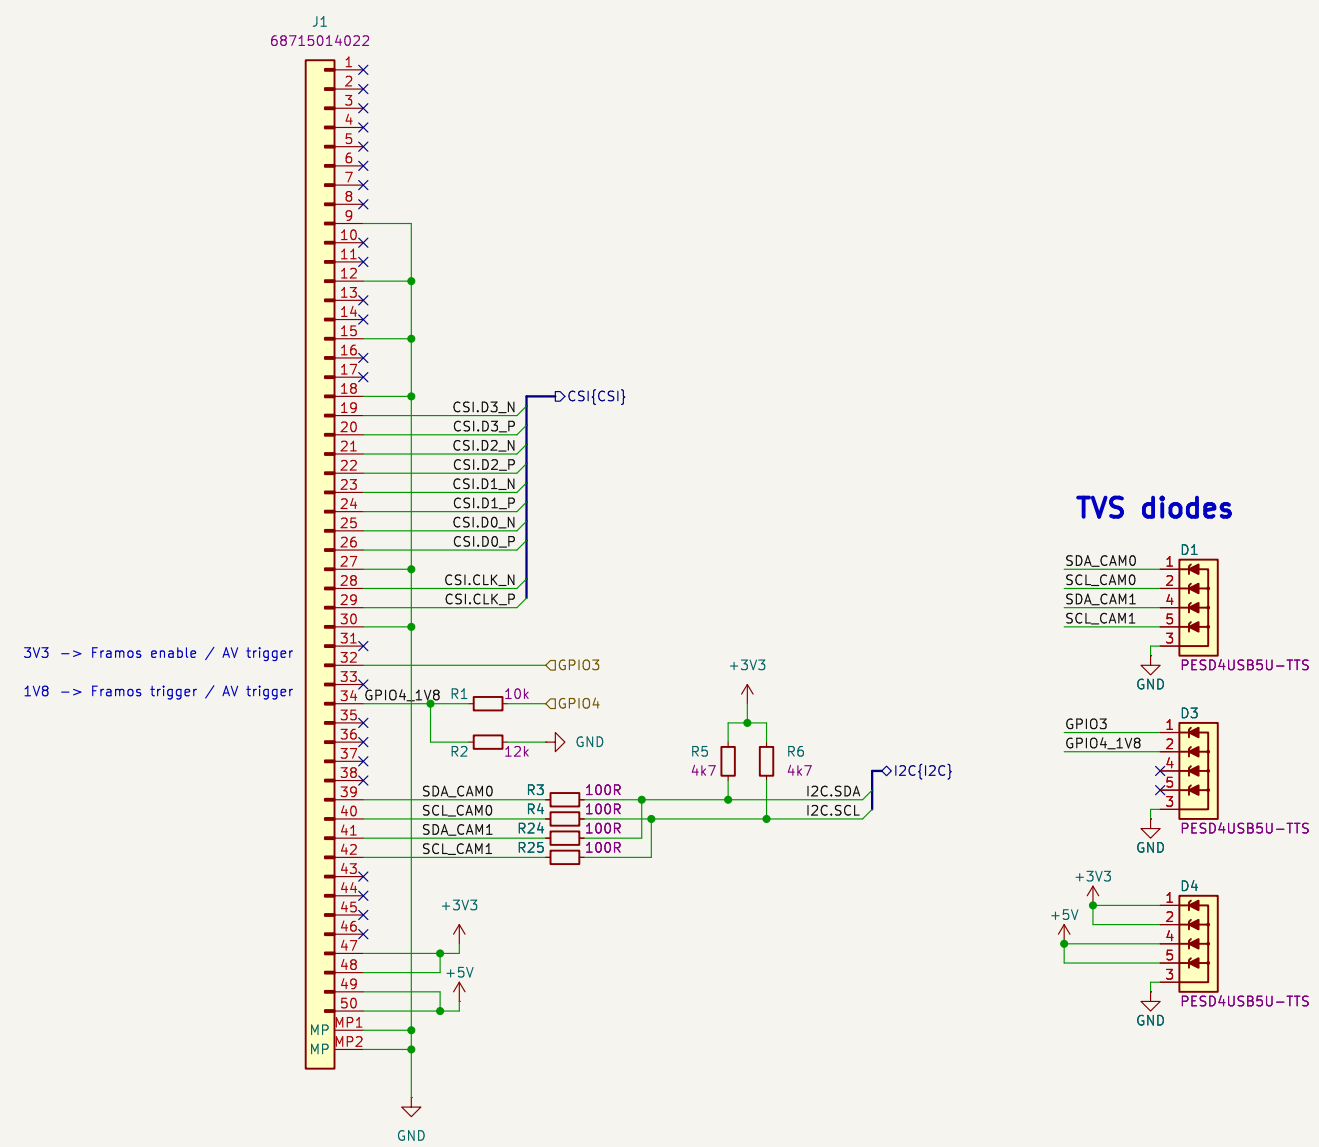 J1
68715014022
1
2
3
4
5
6
7
8
9
10
11
12
13
14
15
16
17
18
19 CSI.D3_N
20 CSI.D3_P
21 CSI.D2_N
22 CSI.D2_P
23 CSI.D1_N
24 CSI.D1_P
25 CSI.D0_N
26 CSI.D0_P
27
28 CSI.CLK_N
29 CSI.CLK_P
30
31
32 GPIO3
33
34 GPIO4_1V8 R1 10k GPIO4
35
36 R2 12k GND
37
38
39 SDA_CAM0 R3 100R I2C.SDA
40 SCL_CAM0 R4 100R I2C.SCL
41 SDA_CAM1 R24 100R
42 SCL_CAM1 R25 100R
43
44
45
46
47
48
49
50
MP MP1
MP MP2
GND
CSI{CSI}
3V3 -> Framos enable / AV trigger
1V8 -> Framos trigger / AV trigger
+3V3
R5 4k7
R6 4k7
I2C{I2C}
+3V3
+5V
TVS diodes
D1
SDA_CAM0 1
SCL_CAM0 2
SDA_CAM1 4
SCL_CAM1 5
3
PESD4USB5U-TTS
GND
D3
GPIO3 1
GPIO4_1V8 2
4
5
3
PESD4USB5U-TTS
GND
D4
+3V3 1
2
+5V 4
5
3
PESD4USB5U-TTS
GND